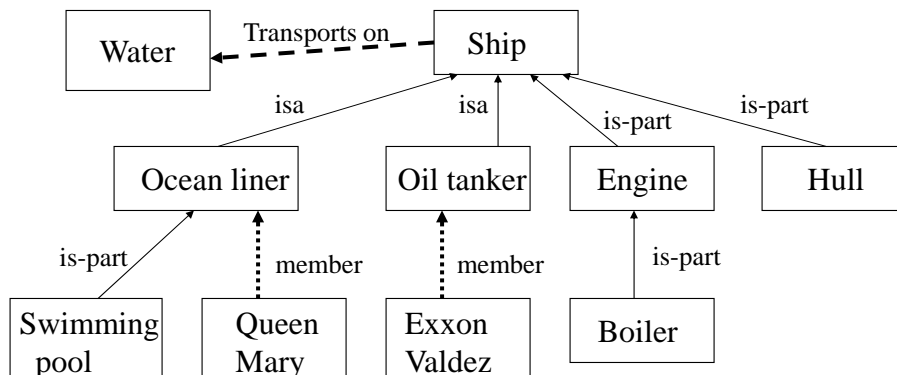 Transports on
Water
Ship
isa
isa
is-part
is-part
Ocean liner
Oil tanker
Engine
Hull
is-part
member
member
is-part
Swimming
pool
Queen
Mary
Exxon
Valdez
Boiler